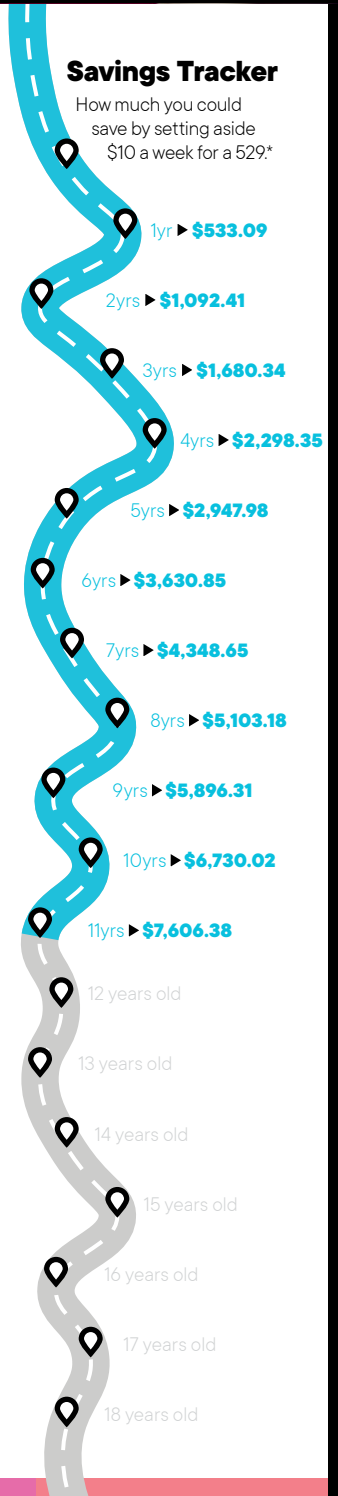 Savings Tracker
How much you could
save by setting aside
$10 a week for a 529.*
1yr ▶ $533.09
2yrs ▶ $1,092.41
3yrs ▶ $1,680.34
4yrs ▶ $2,298.35
5yrs ▶ $2,947.98
6yrs ▶ $3,630.85
7yrs ▶ $4,348.65
8yrs ▶ $5,103.18
9yrs ▶ $5,896.31
10yrs ▶ $6,730.02
11yrs ▶ $7,606.38
12 years old
13 years old
14 years old
15 years old
16 years old
17 years old
18 years old